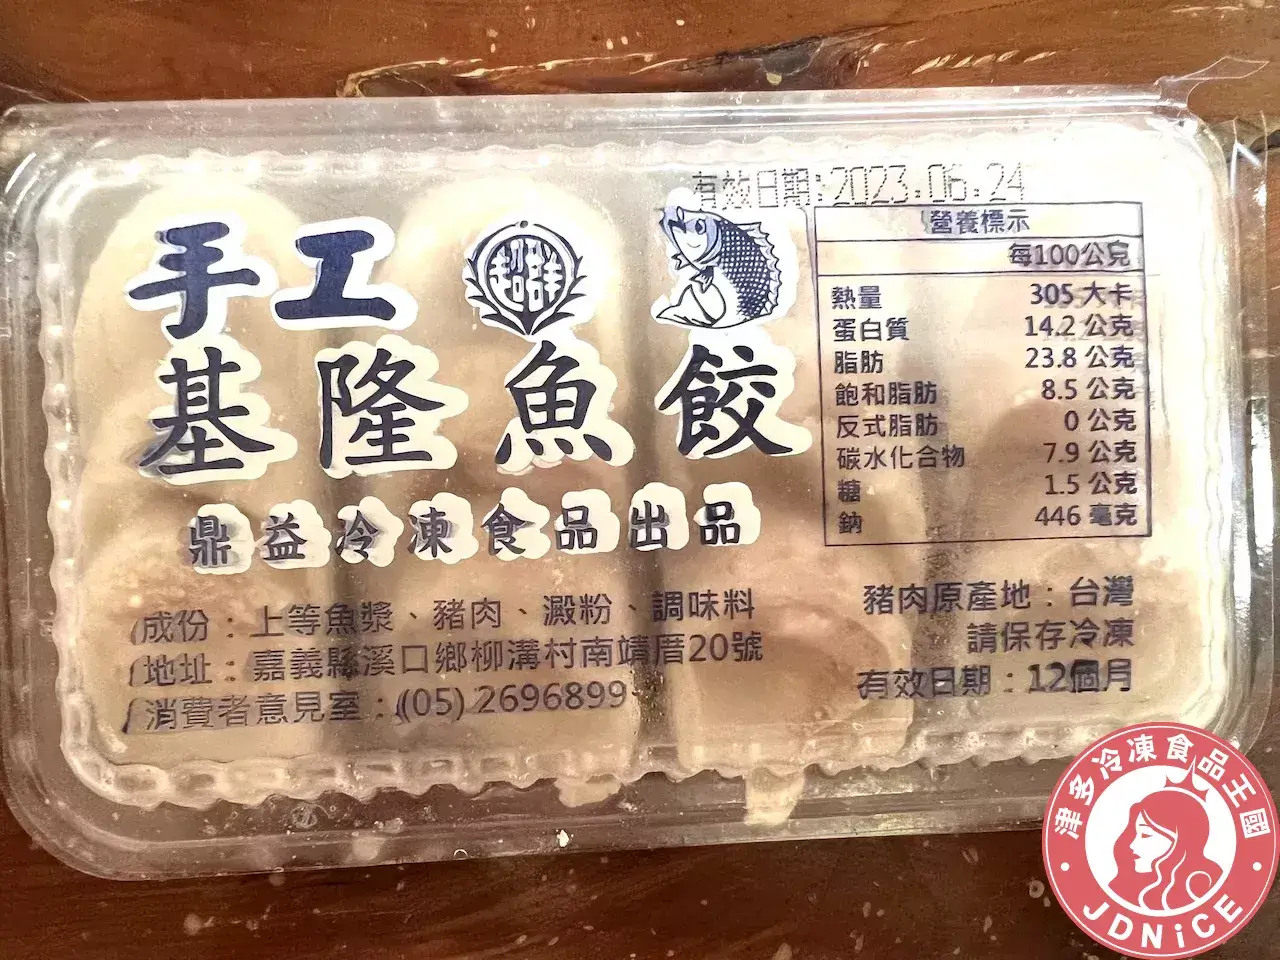 有效日期:2023.06.24
手工
超群
基隆魚餃
鼎益冷凍食品出品
營養標示
每100公克
熱量 305 大卡
蛋白質 14.2 公克
脂肪 23.8 公克
飽和脂肪 8.5 公克
反式脂肪 0 公克
碳水化合物 7.9 公克
糖 1.5 公克
鈉 446 毫克
成份：上等魚漿、豬肉、澱粉、調味料
地址：嘉義縣溪口鄉柳溝村南靖厝20號
消費者意見室：(05) 2696899
豬肉原產地：台灣
請保存冷凍
有效日期：12個月
津多冷凍食品王國
JDNiCE